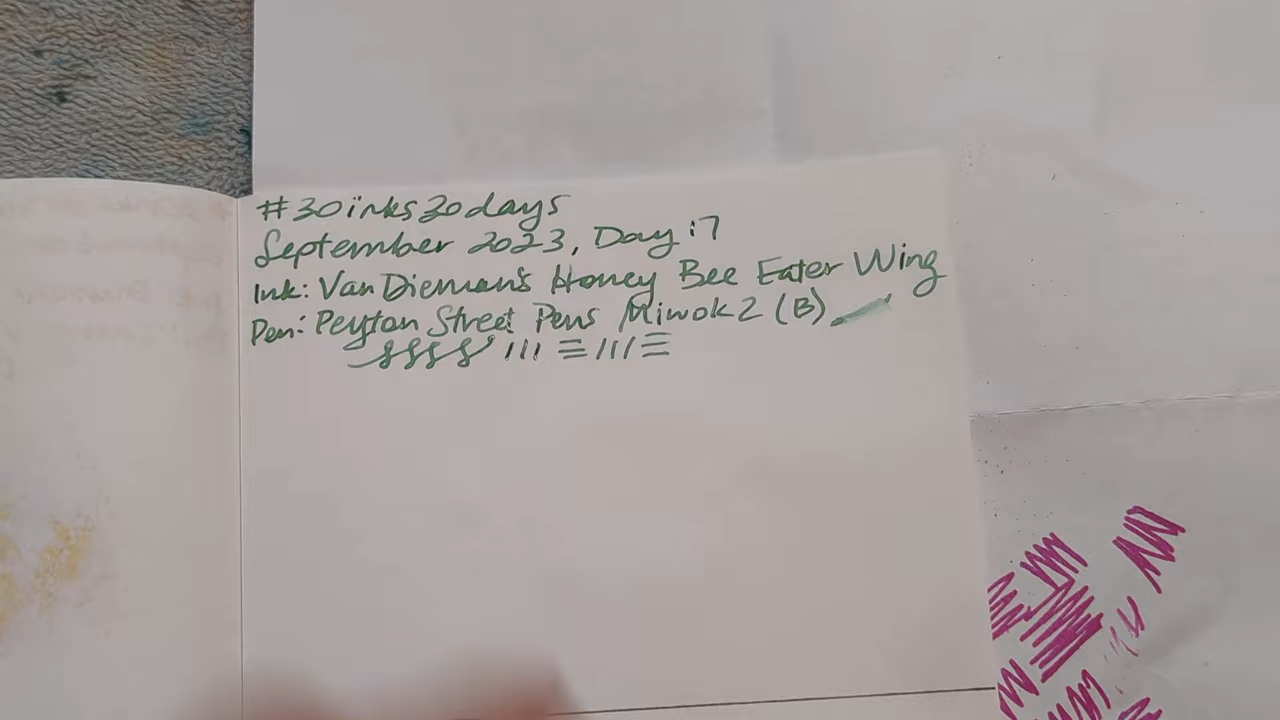 #30inks30days
September 2023, Day 17
Ink: Van Dieman's Honey Bee Eater Wing
Pen: Peyton Street Pens Miwok 2 (B)